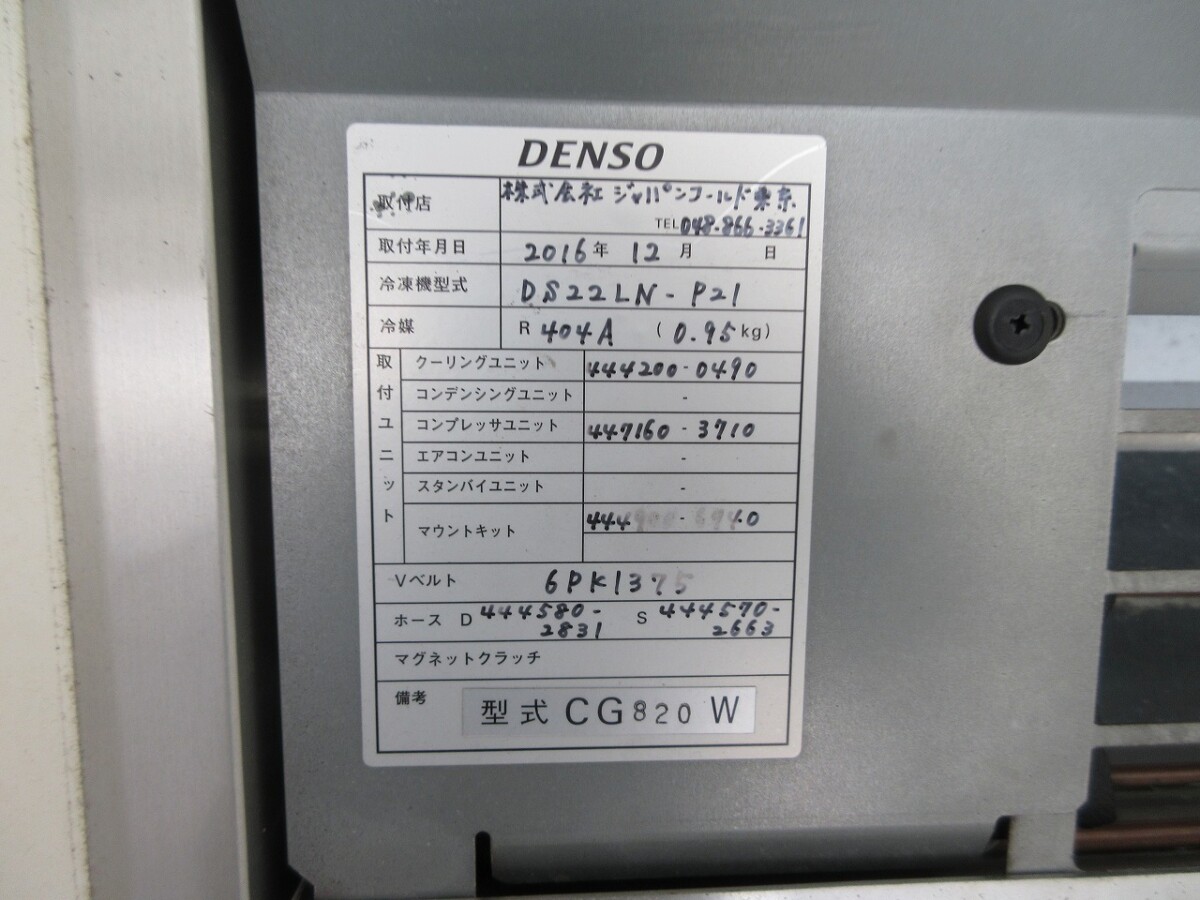 DENSO
取付店 株式会社 ジャパンコールド東京
TEL 048-866-3361
取付年月日 2016年 12月 日
冷凍機型式 DS22LN-P21
冷媒 R 404A ( 0.95kg)
取付ユニット
クーリングユニット 444200-0490
コンデンシングユニット -
コンプレッサユニット 447160-3710
エアコンユニット -
スタンバイユニット -
マウントキット
Vベルト 6PK1375
ホース D 444580-2831 S 444570-2663
マグネットクラッチ
備考 型式 CG820 W